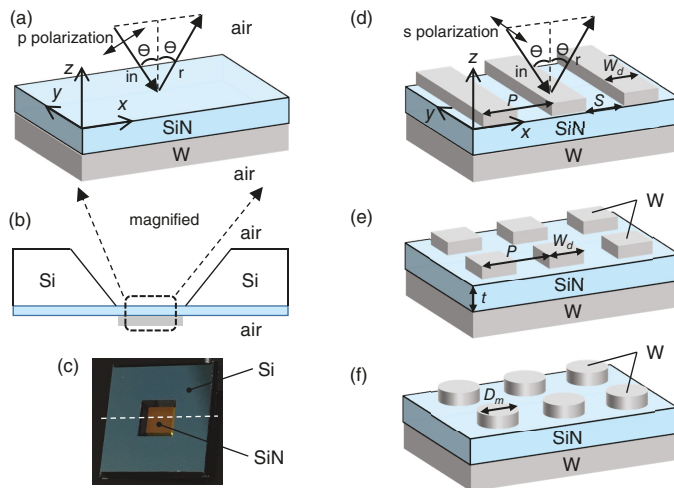 (a)
p polarization
Θ
Θ
air
in
r
z
y
x
SiN
W
air
(b)
magnified
air
Si
Si
air
(c)
Si
SiN
(d)
s polarization
Θ
Θ
z
in
r
W_d
P
S
y
x
SiN
W
(e)
W
P
W_d
t
SiN
W
(f)
W
D_m
SiN
W